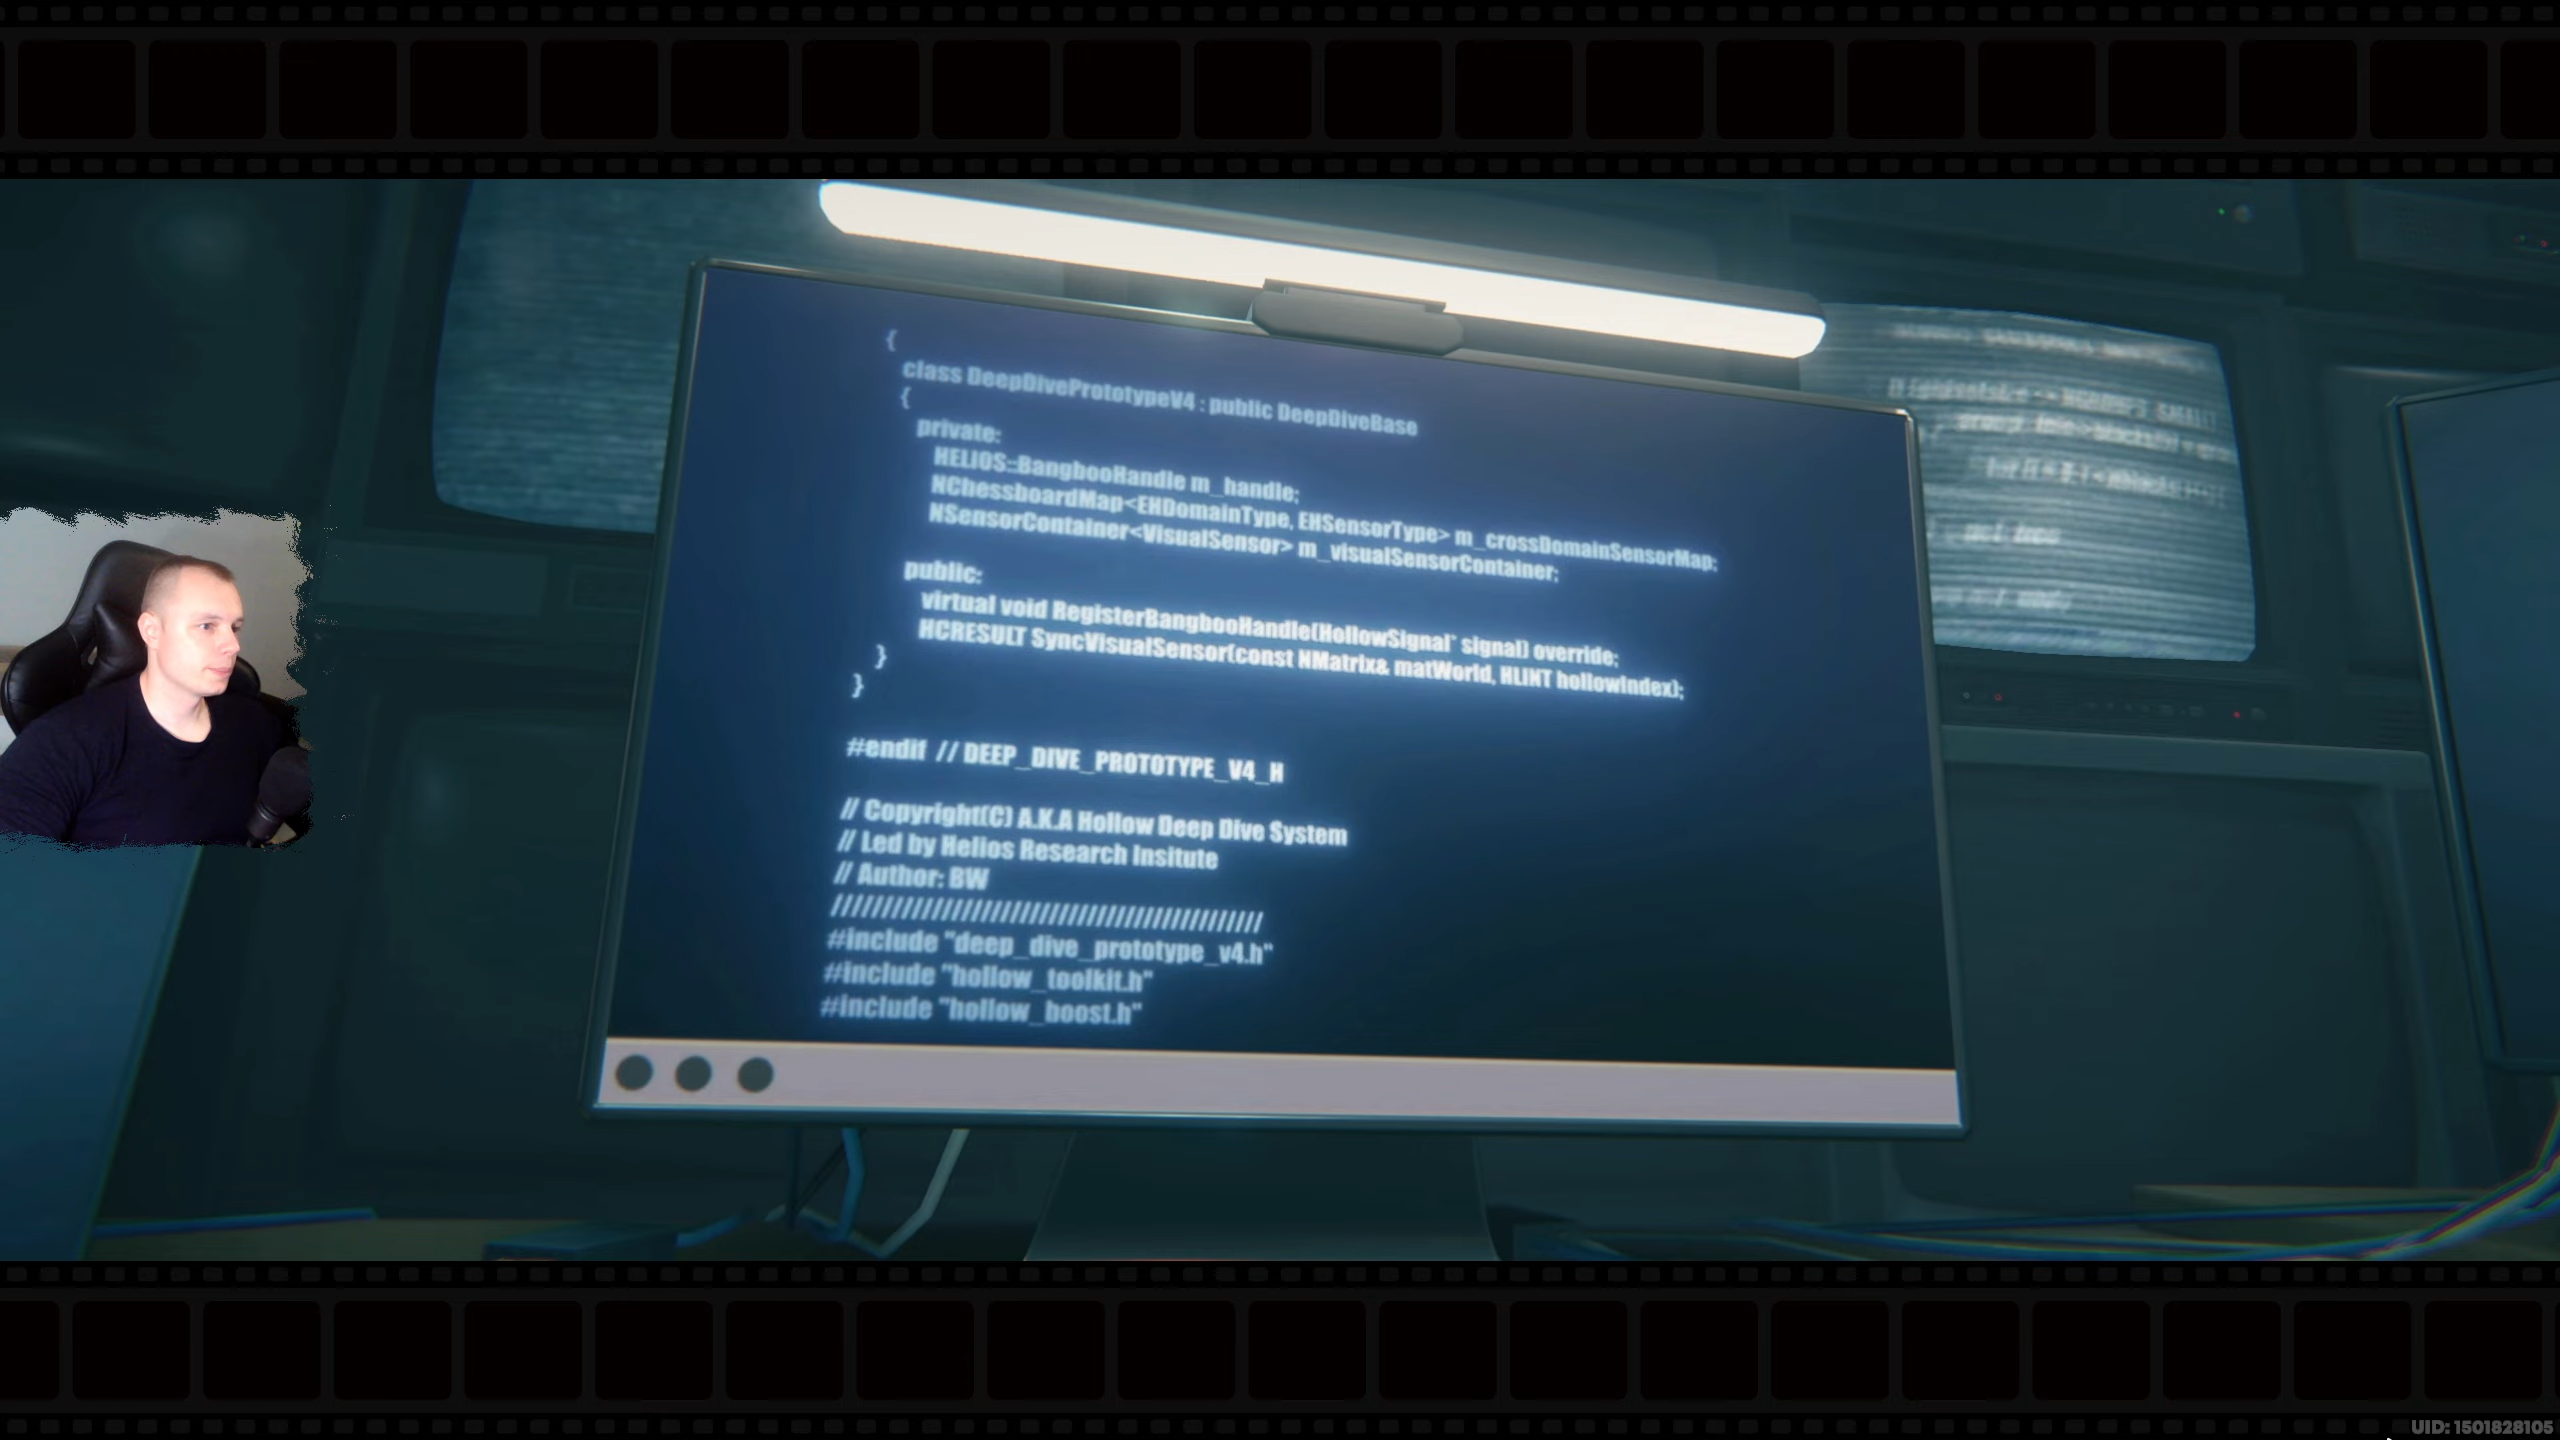 {
class DeepDivePrototypeV4 : public DeepDiveBase
{
private:
HELIOS::BangbooHandle m_handle;
NChessboardMap<EHDomainType, EHSensorType> m_crossDomainSensorMap;
NSensorContainer<VisualSensor> m_visualSensorContainer;
public:
virtual void RegisterBangbooHandle(HollowSignal* signal) override;
HCRESULT SyncVisualSensor(const NMatrix& matWorld, HLINT hollowIndex);
}
}
#endif // DEEP_DIVE_PROTOTYPE_V4_H
// Copyright(C) A.K.A Hollow Deep Dive System
// Led by Helios Research Insitute
// Author: BW
////////////////////////////////////////////////
#include "deep_dive_prototype_v4.h"
#include "hollow_toolkit.h"
#include "hollow_boost.h"
UID: 1501828105